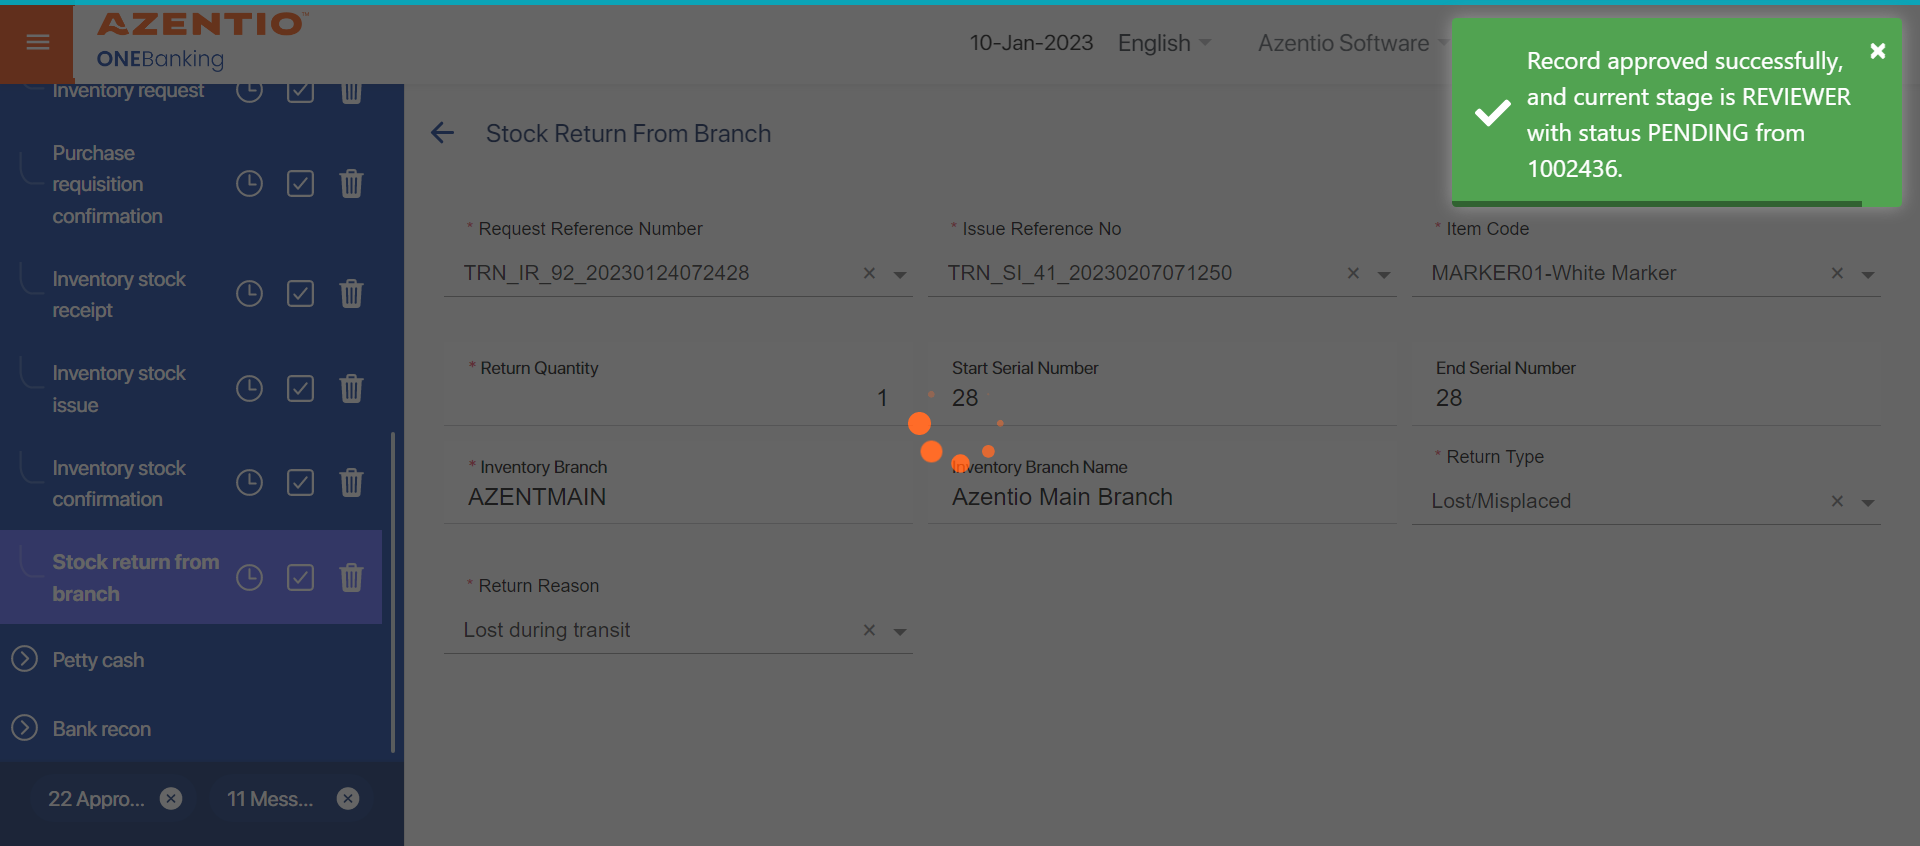 AZENTIO™
ONEBanking
10-Jan-2023
English
Azentio Software
Record approved successfully,
and current stage is REVIEWER
with status PENDING from
1002436.
Inventory request
Purchase
requisition
confirmation
Inventory stock
receipt
Inventory stock
issue
Inventory stock
confirmation
Stock return from
branch
Petty cash
Bank recon
22 Appro...
11 Mess...
Stock Return From Branch
* Request Reference Number
TRN_IR_92_20230124072428
* Issue Reference No
TRN_SI_41_20230207071250
* Item Code
MARKER01-White Marker
* Return Quantity
1
Start Serial Number
28
End Serial Number
28
* Inventory Branch
AZENTMAIN
Inventory Branch Name
Azentio Main Branch
* Return Type
Lost/Misplaced
* Return Reason
Lost during transit